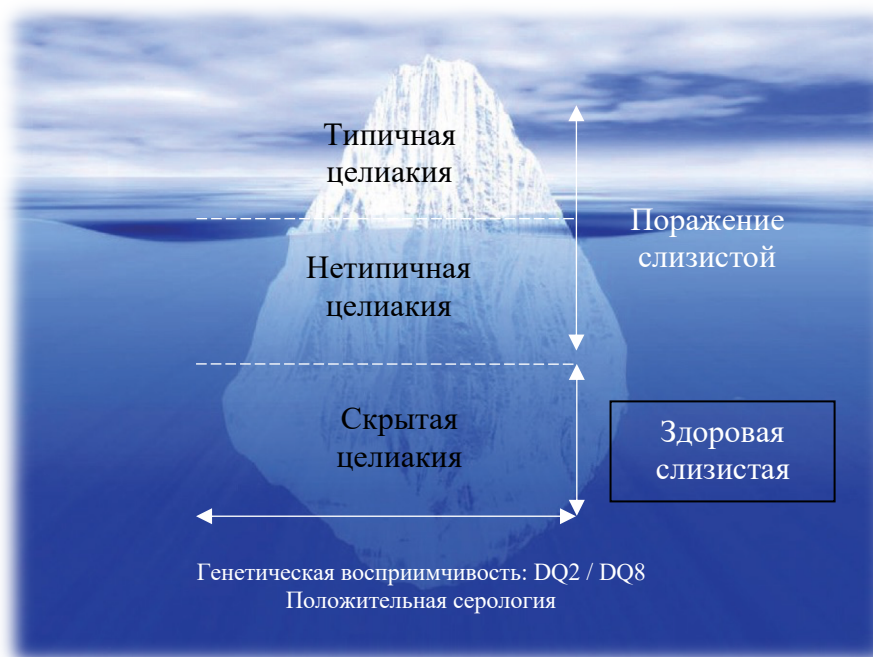 Типичная
целиакия
Нетипичная
целиакия
Поражение
слизистой
Скрытая
целиакия
Здоровая
слизистая
Генетическая восприимчивость: DQ2 / DQ8
Положительная серология